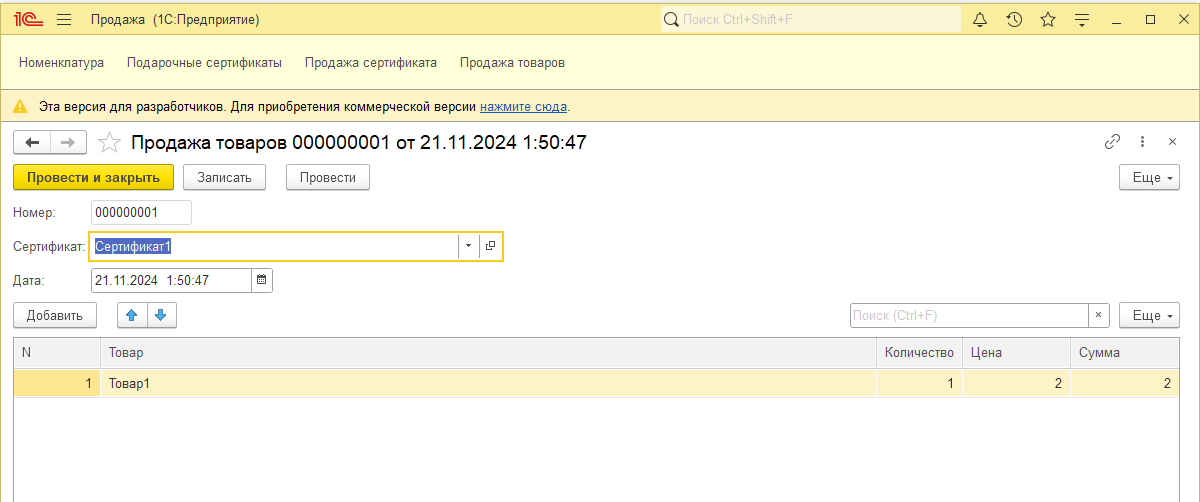 1С Продажа (1С:Предприятие) Поиск Ctrl+Shift+F
Номенклатура Подарочные сертификаты Продажа сертификата Продажа товаров
Эта версия для разработчиков. Для приобретения коммерческой версии нажмите сюда.
Продажа товаров 000000001 от 21.11.2024 1:50:47
Провести и закрыть Записать Провести Еще
Номер: 000000001
Сертификат: Сертификат1
Дата: 21.11.2024 1:50:47
Добавить Поиск (Ctrl+F) × Еще
N Товар Количество Цена Сумма
1 Товар1 1 2 2